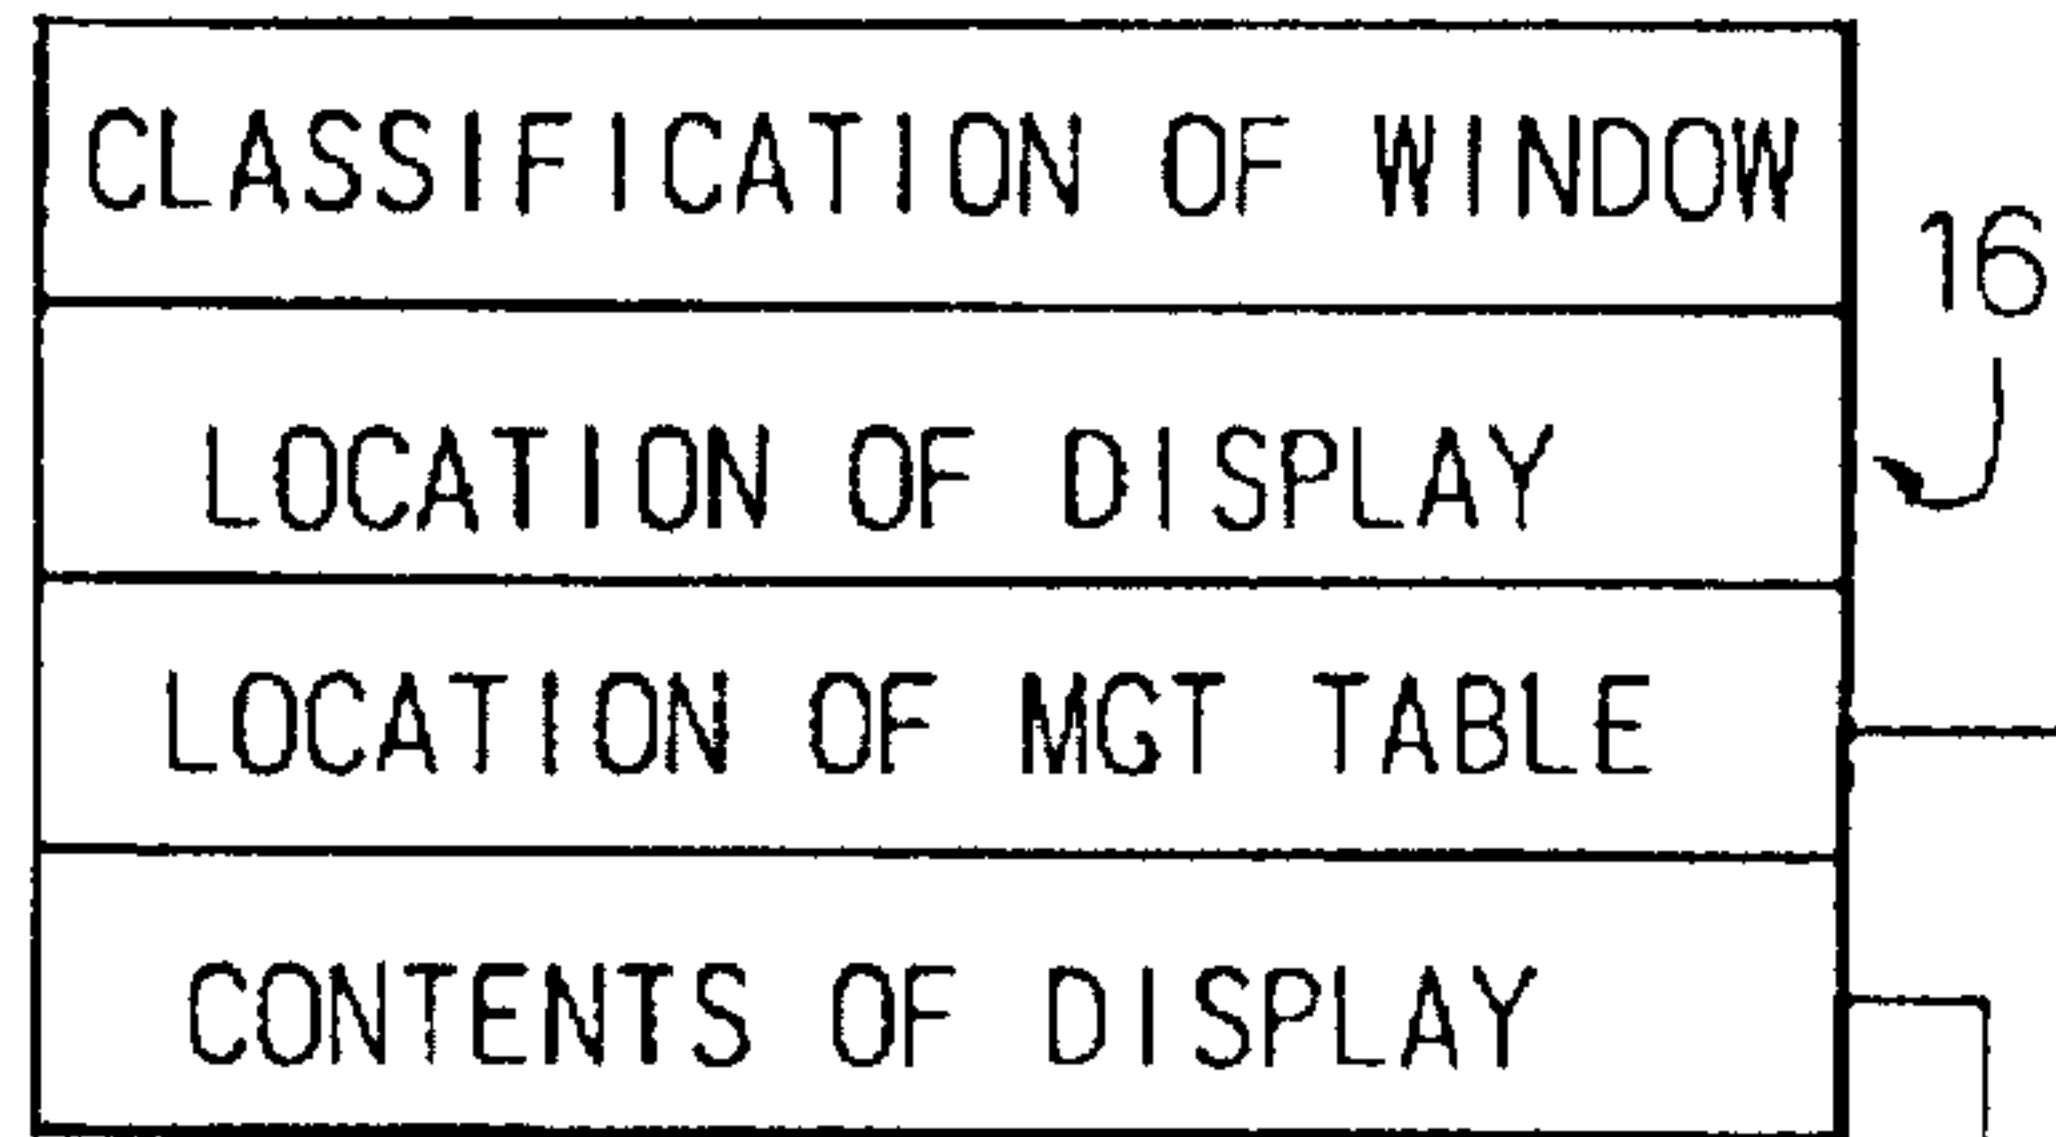 CLASSIFICATION OF WINDOW
16
LOCATION OF DISPLAY
LOCATION OF MGT TABLE
CONTENTS OF DISPLAY